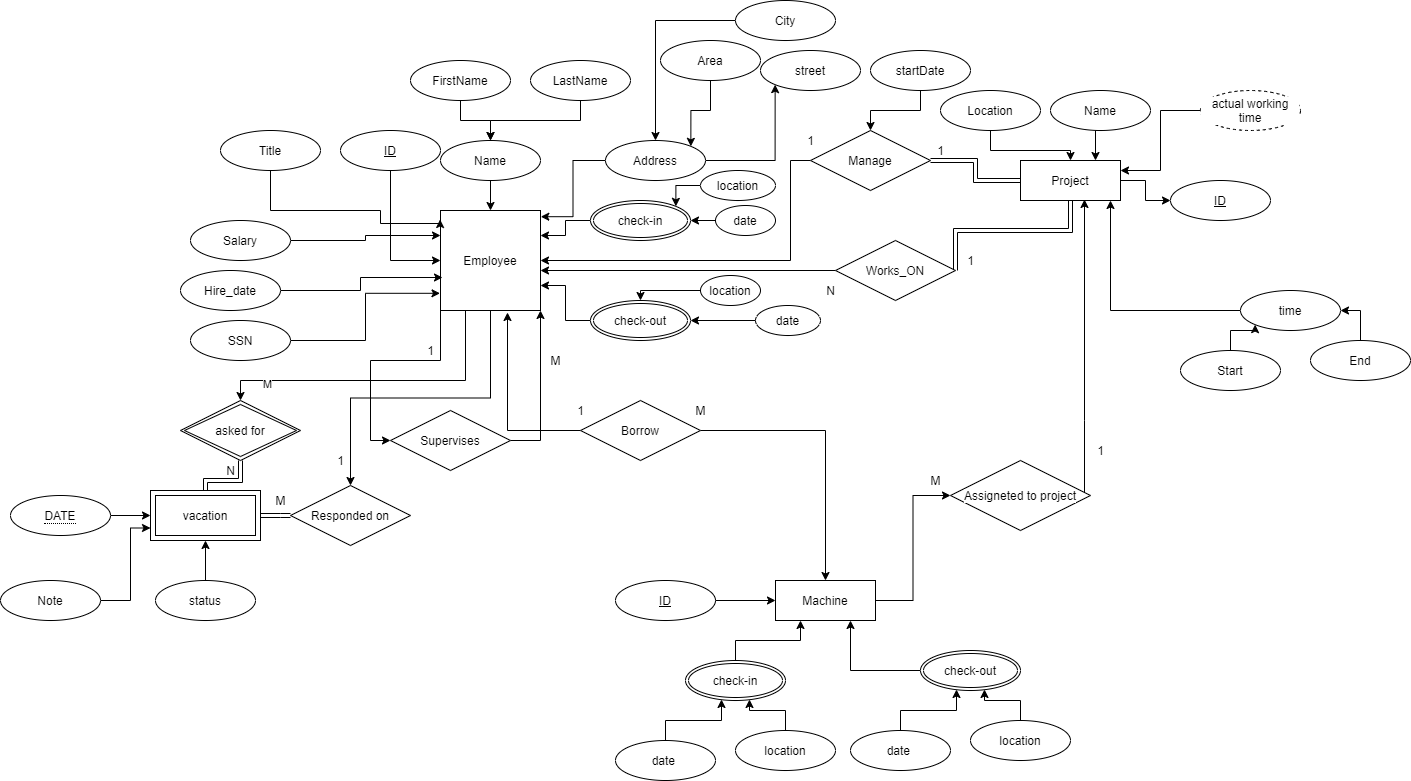 City
Area
street
startDate
FirstName
LastName
Location
Name
actual working
time
1
1
Title
ID
Name
Address
Manage
Project
location
ID
check-in
date
Salary
Employee
Works_ON
1
Hire_date
N
location
time
check-out
date
SSN
1
M
Start
End
M
1
M
asked for
Supervises
Borrow
1
1
N
M
M
Assigneted to project
DATE
vacation
Responded on
Note
status
ID
Machine
check-in
check-out
date
location
date
location